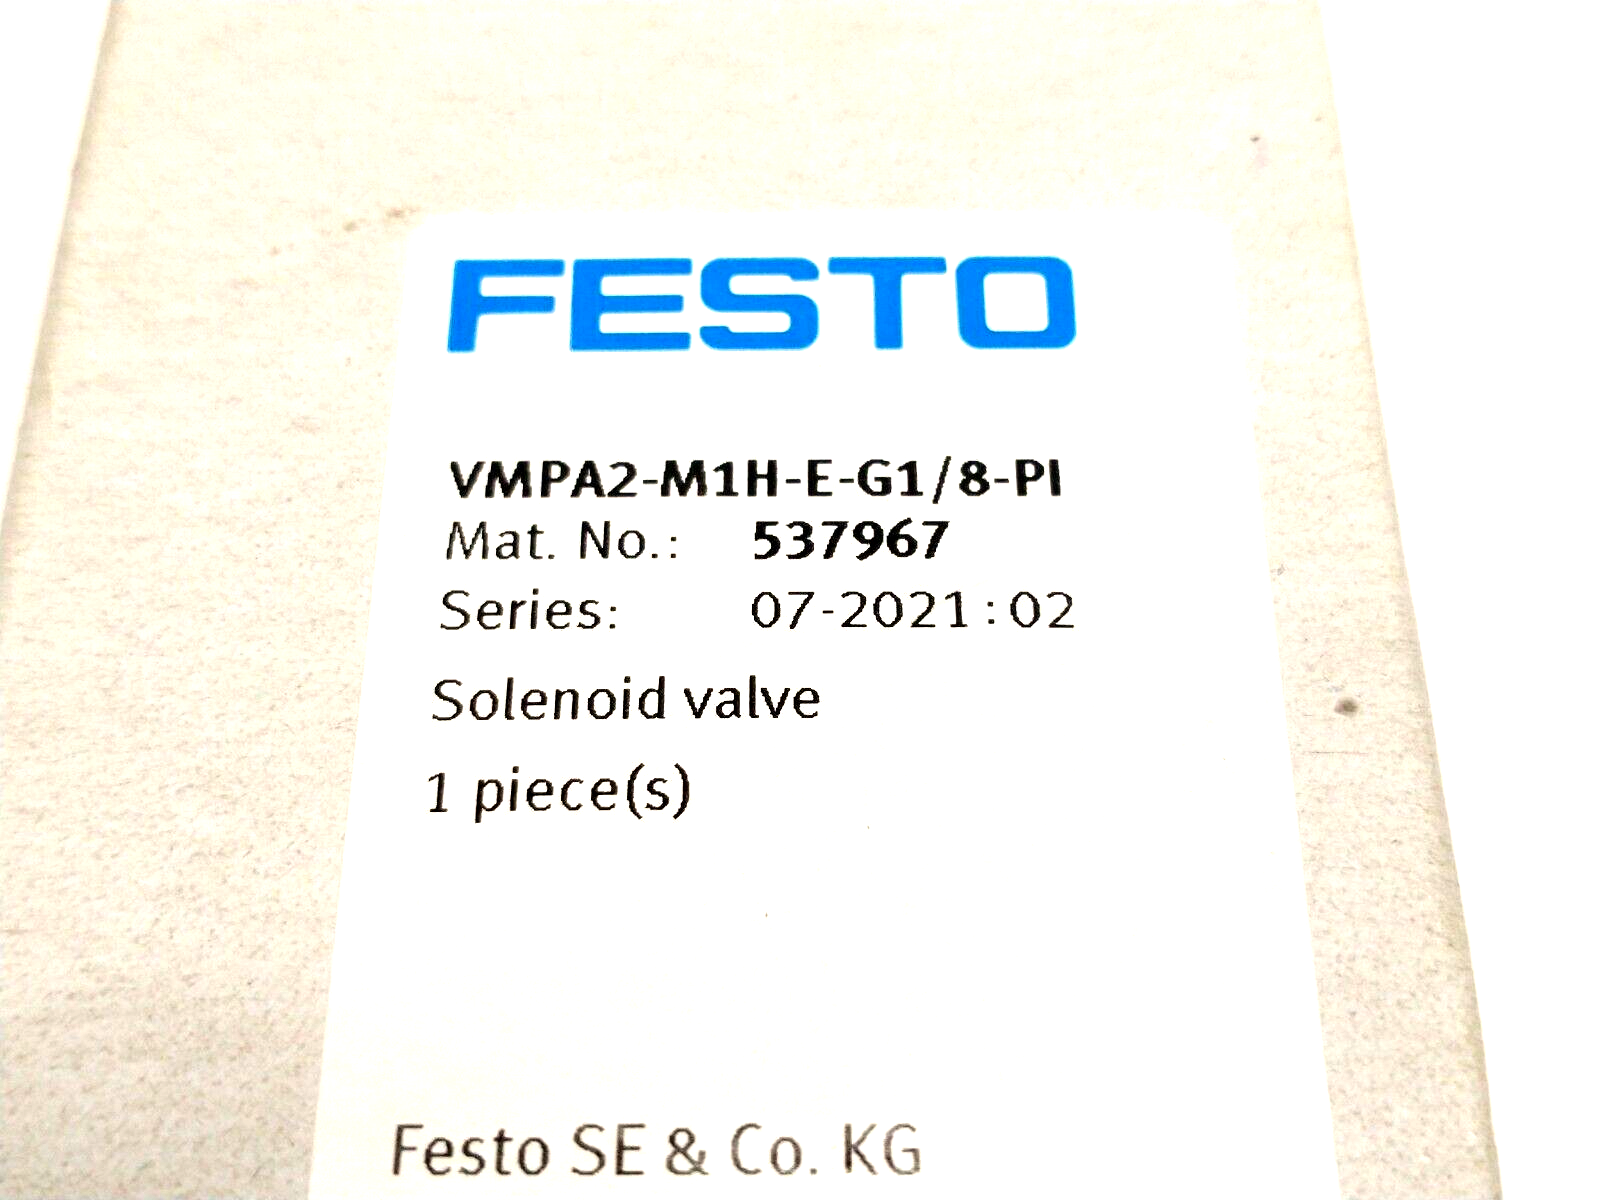 FESTO
VMPA2-M1H-E-G1/8-PI
Mat. No.: 537967
Series: 07-2021:02
Solenoid valve
1 piece(s)
Festo SE & Co. KG